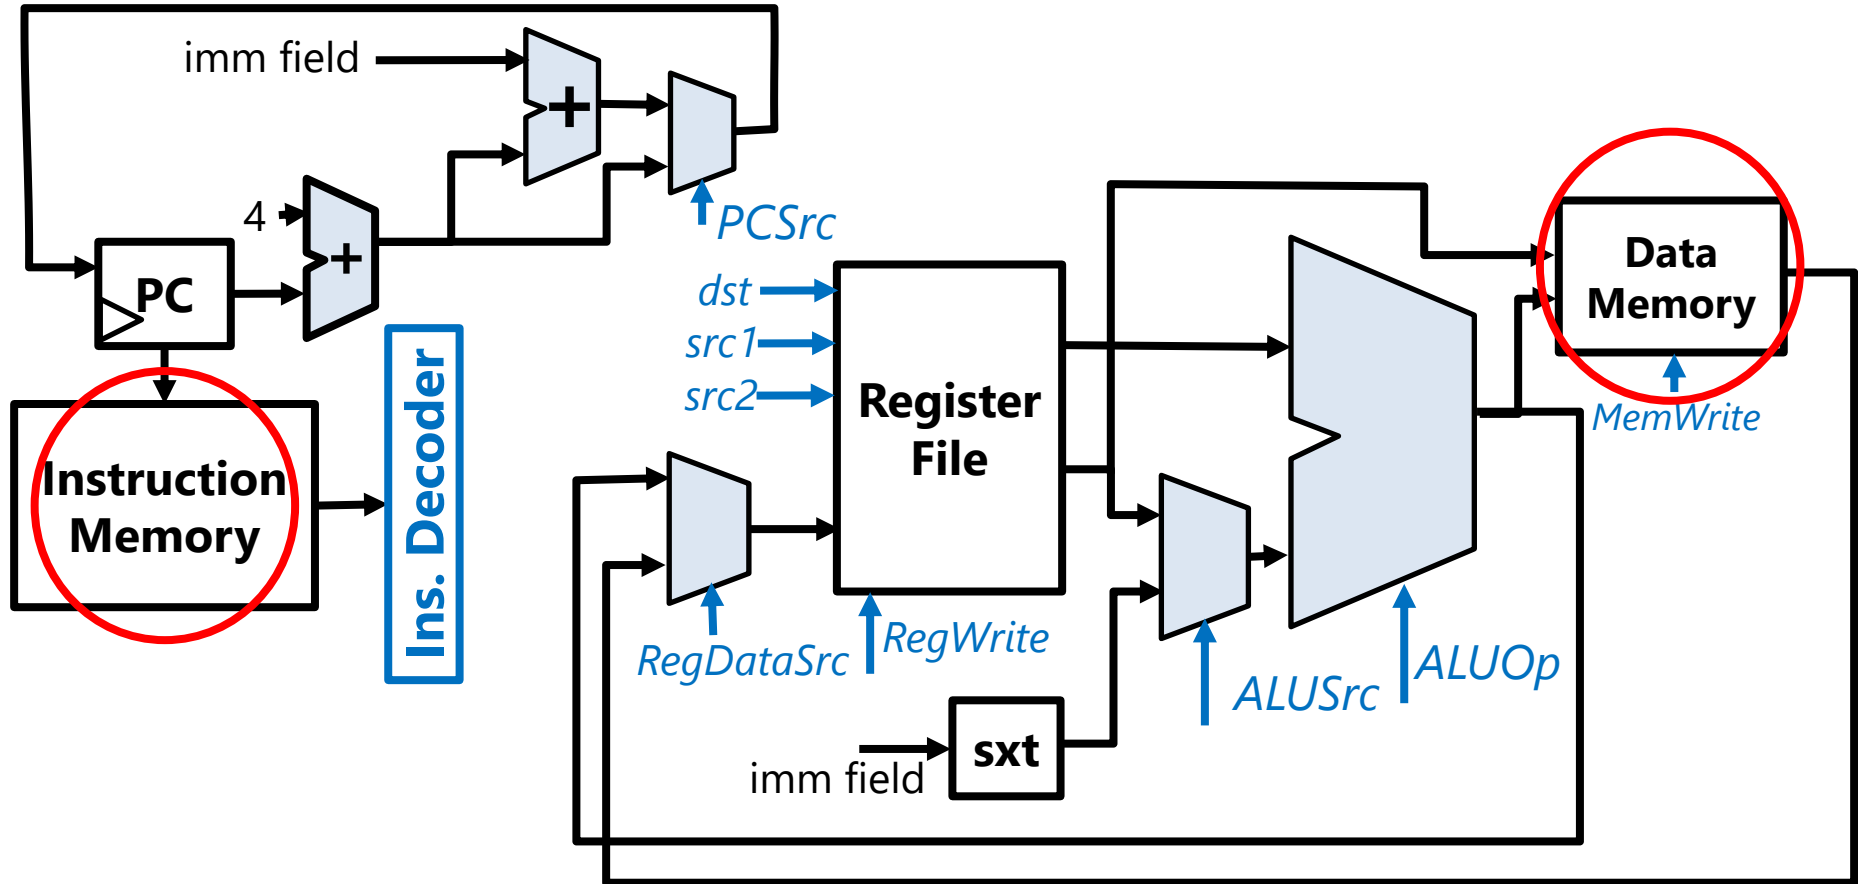 imm field
+
4
+
PCSrc
PC
dst
src1
src2
Register
File
Data
Memory
MemWrite
Instruction
Memory
Ins. Decoder
RegDataSrc
RegWrite
ALUSrc
ALUOp
sxt
imm field